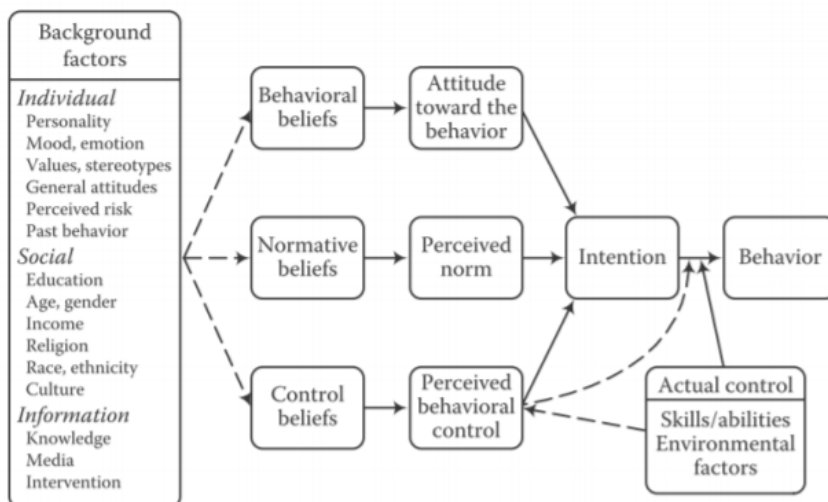 Background
factors
Individual
Personality
Mood, emotion
Values, stereotypes
General attitudes
Perceived risk
Past behavior
Social
Education
Age, gender
Income
Religion
Race, ethnicity
Culture
Information
Knowledge
Media
Intervention
Behavioral
beliefs
Attitude
toward the
behavior
Normative
beliefs
Perceived
norm
Intention
Behavior
Control
beliefs
Perceived
behavioral
control
Actual control
Skills/abilities
Environmental
factors